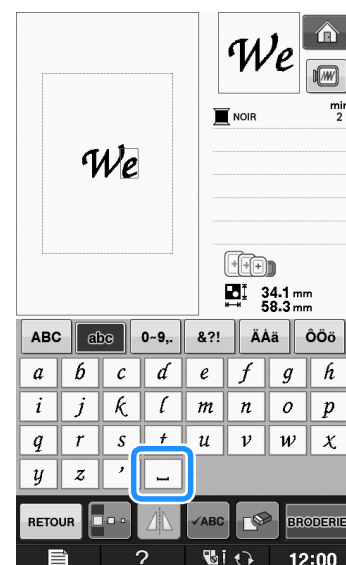 We
We
min
NOIR 2
34.1 mm
58.3 mm
ABC abc 0~9,. &?! ÄÀä ÔÖö
a b c d e f g h
i j k l m n o p
q r s t u v w x
y z ' ⎵
RETOUR ✓ABC BRODERIE
? 12:00